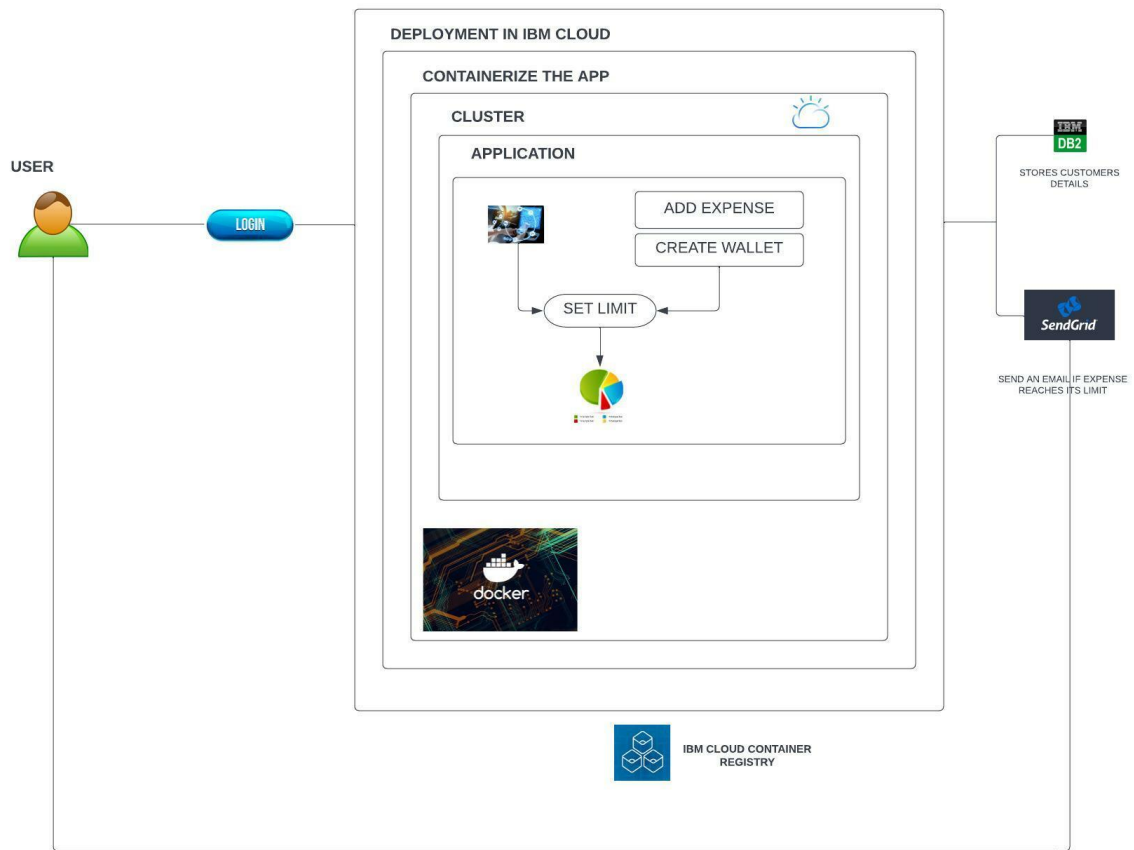 DEPLOYMENT IN IBM CLOUD
CONTAINERIZE THE APP
CLUSTER
APPLICATION
USER
LOGIN
ADD EXPENSE
CREATE WALLET
SET LIMIT
docker
IBM
DB2
STORES CUSTOMERS
DETAILS
SendGrid
SEND AN EMAIL IF EXPENSE
REACHES ITS LIMIT
IBM CLOUD CONTAINER
REGISTRY